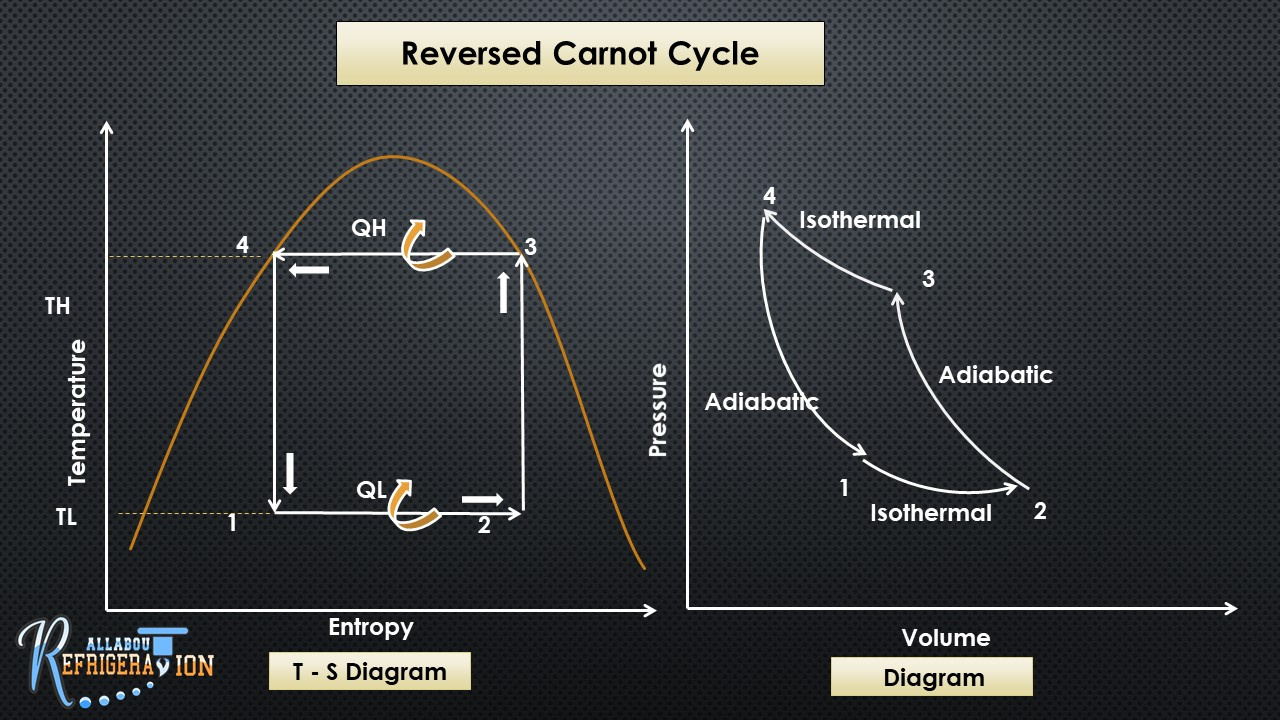 Reversed Carnot Cycle
4
QH
3
TH
Temperature
QL
TL
1
2
Entropy
T - S Diagram
4
Isothermal
3
Adiabatic
Pressure
Adiabatic
1
Isothermal
2
Volume
Diagram
ALLABOU
REFRIGERATION